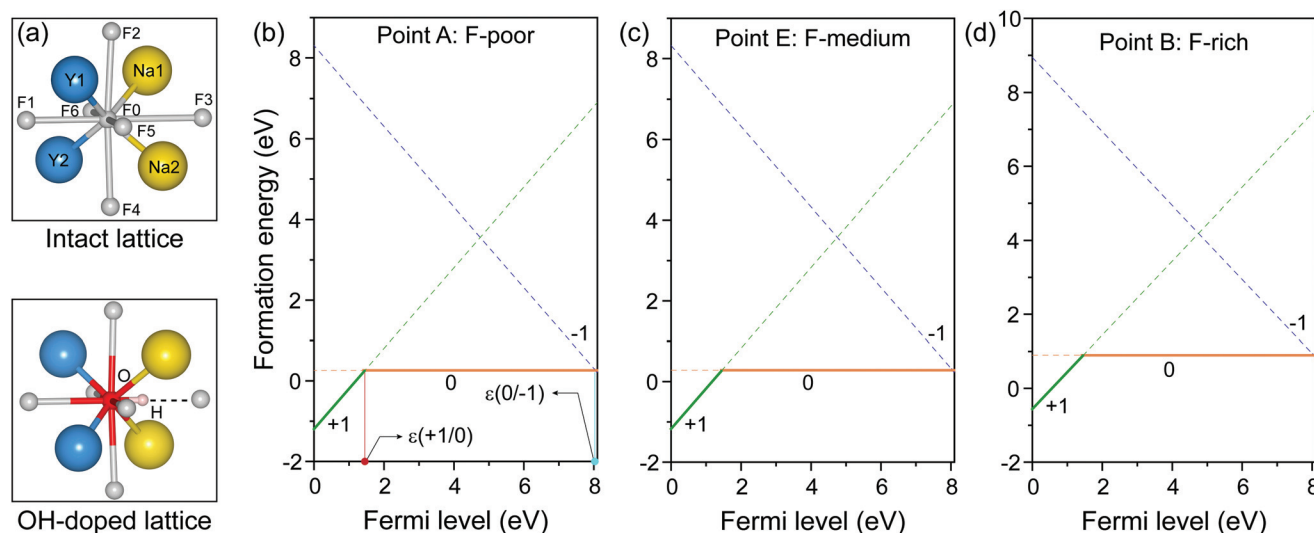 (a)
F2
Y1
Na1
F1
F6
F0
F3
F5
Y2
Na2
F4
Intact lattice
O
H
OH-doped lattice
(b)
Point A: F-poor
Formation energy (eV)
8
6
4
2
0
-2
-1
0
+1
ε(0/-1)
ε(+1/0)
0 2 4 6 8
Fermi level (eV)
(c)
Point E: F-medium
8
6
4
2
0
-2
-1
0
+1
0 2 4 6 8
Fermi level (eV)
(d)
Point B: F-rich
10
8
6
4
2
0
-2
-1
0
+1
0 2 4 6 8
Fermi level (eV)